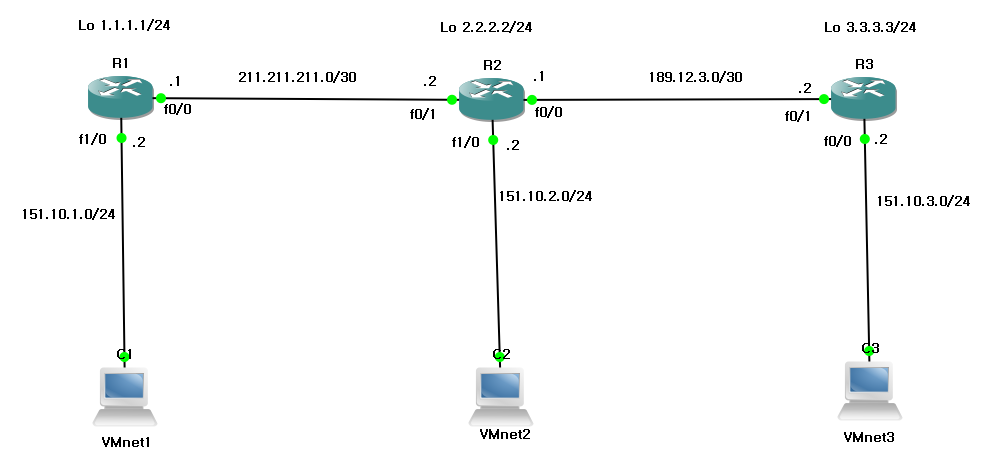 Lo 1.1.1.1/24
Lo 2.2.2.2/24
Lo 3.3.3.3/24
R1
R2
R3
.1
211.211.211.0/30
.2
.1
189.12.3.0/30
.2
f0/0
f0/1
f0/0
f0/1
f1/0
.2
f1/0
.2
f0/0
.2
151.10.1.0/24
151.10.2.0/24
151.10.3.0/24
C1
C2
C3
VMnet1
VMnet2
VMnet3